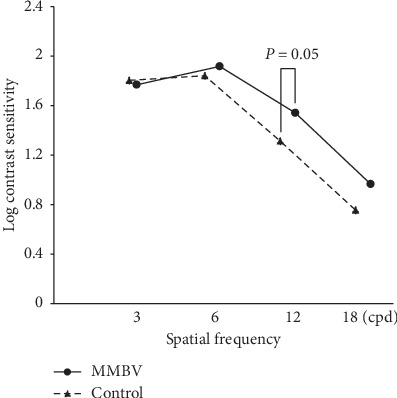 2.4
2
P = 0.05
1.6
1.2
0.8
0.4
0
Log contrast sensitivity
3 6 12 18 (cpd)
Spatial frequency
MMBV
Control